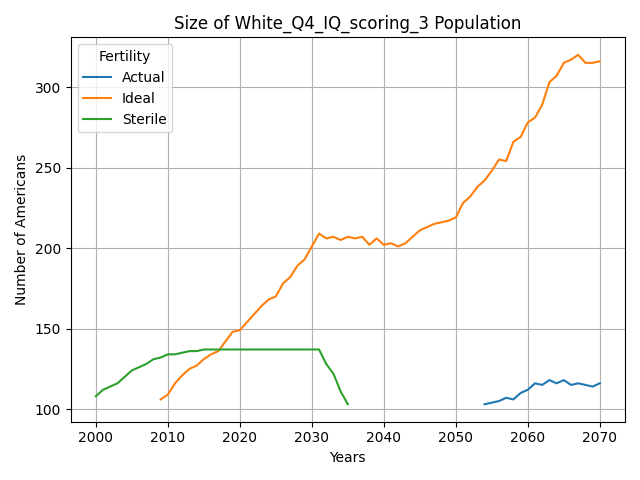 Size of White_Q4_IQ_scoring_3 Population
Fertility
Actual
Ideal
Sterile
Number of Americans
300
250
200
150
100
2000 2010 2020 2030 2040 2050 2060 2070
Years